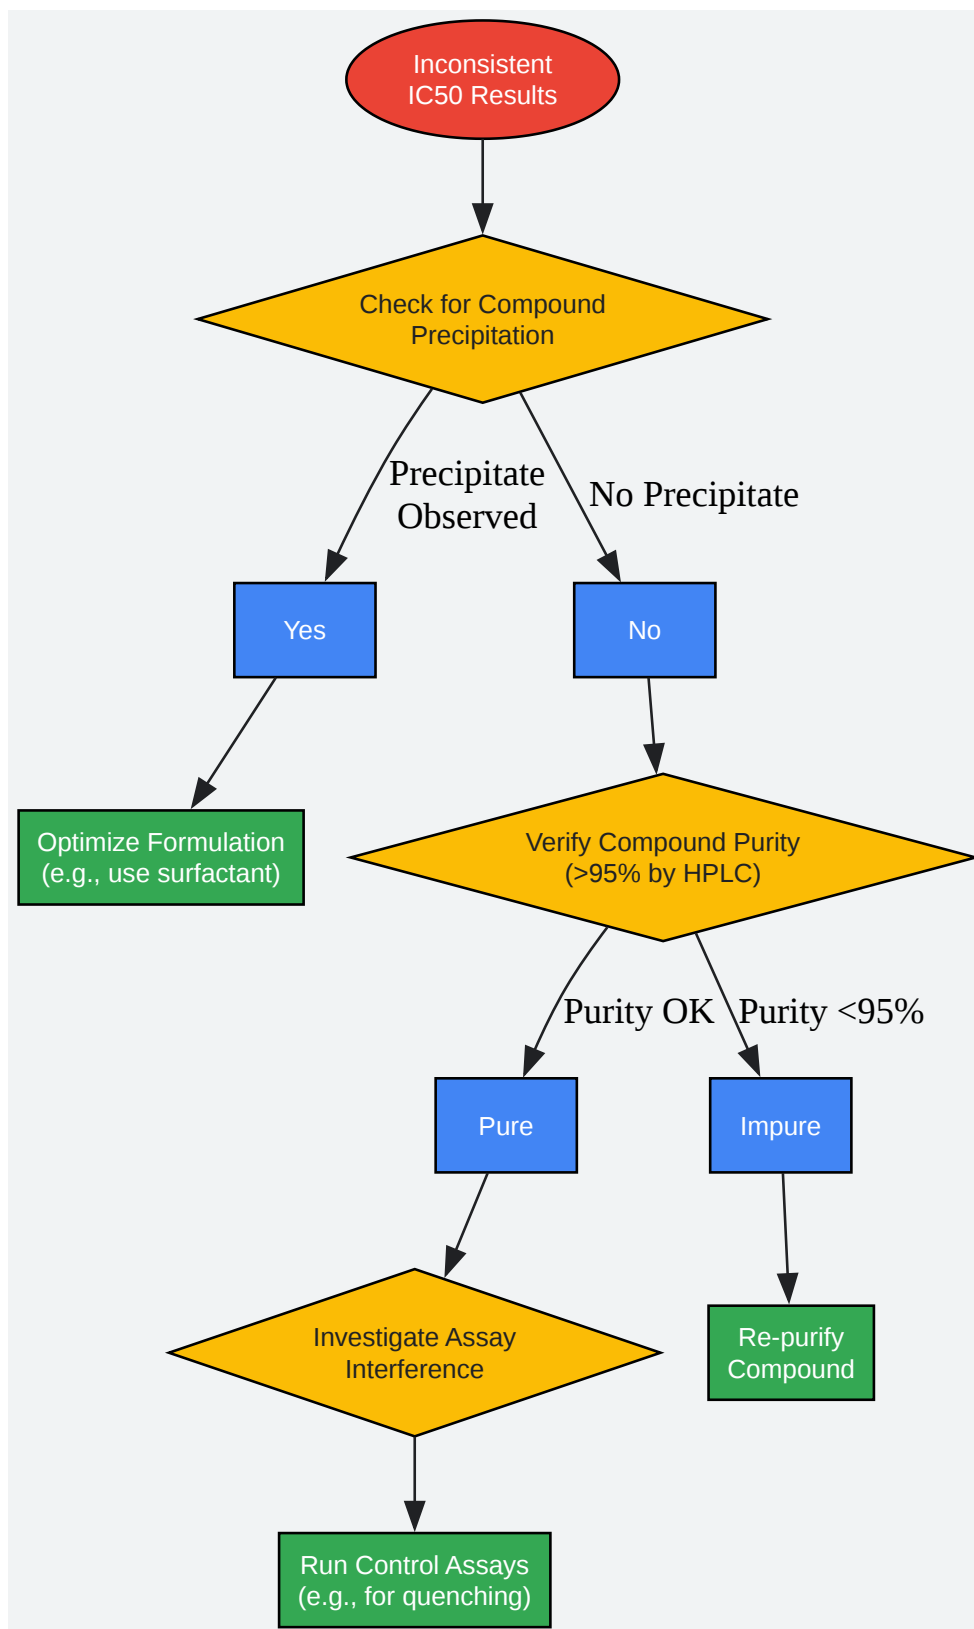 Inconsistent
IC50 Results
Check for Compound
Precipitation
Precipitate
Observed
No Precipitate
Yes
No
Optimize Formulation
(e.g., use surfactant)
Verify Compound Purity
(>95% by HPLC)
Purity OK
Purity <95%
Pure
Impure
Investigate Assay
Interference
Re-purify
Compound
Run Control Assays
(e.g., for quenching)